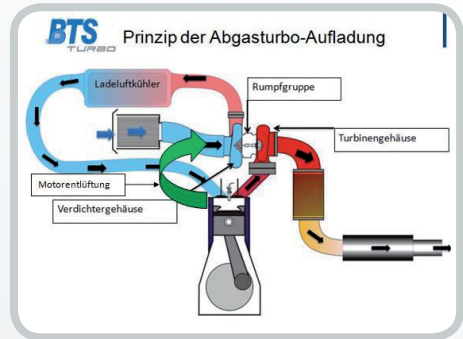 BTS
TURBO
Prinzip der Abgasturbo-Aufladung
Ladeluftkühler
Rumpfgruppe
Turbinengehäuse
Motorentlüftung
Verdichtergehäuse